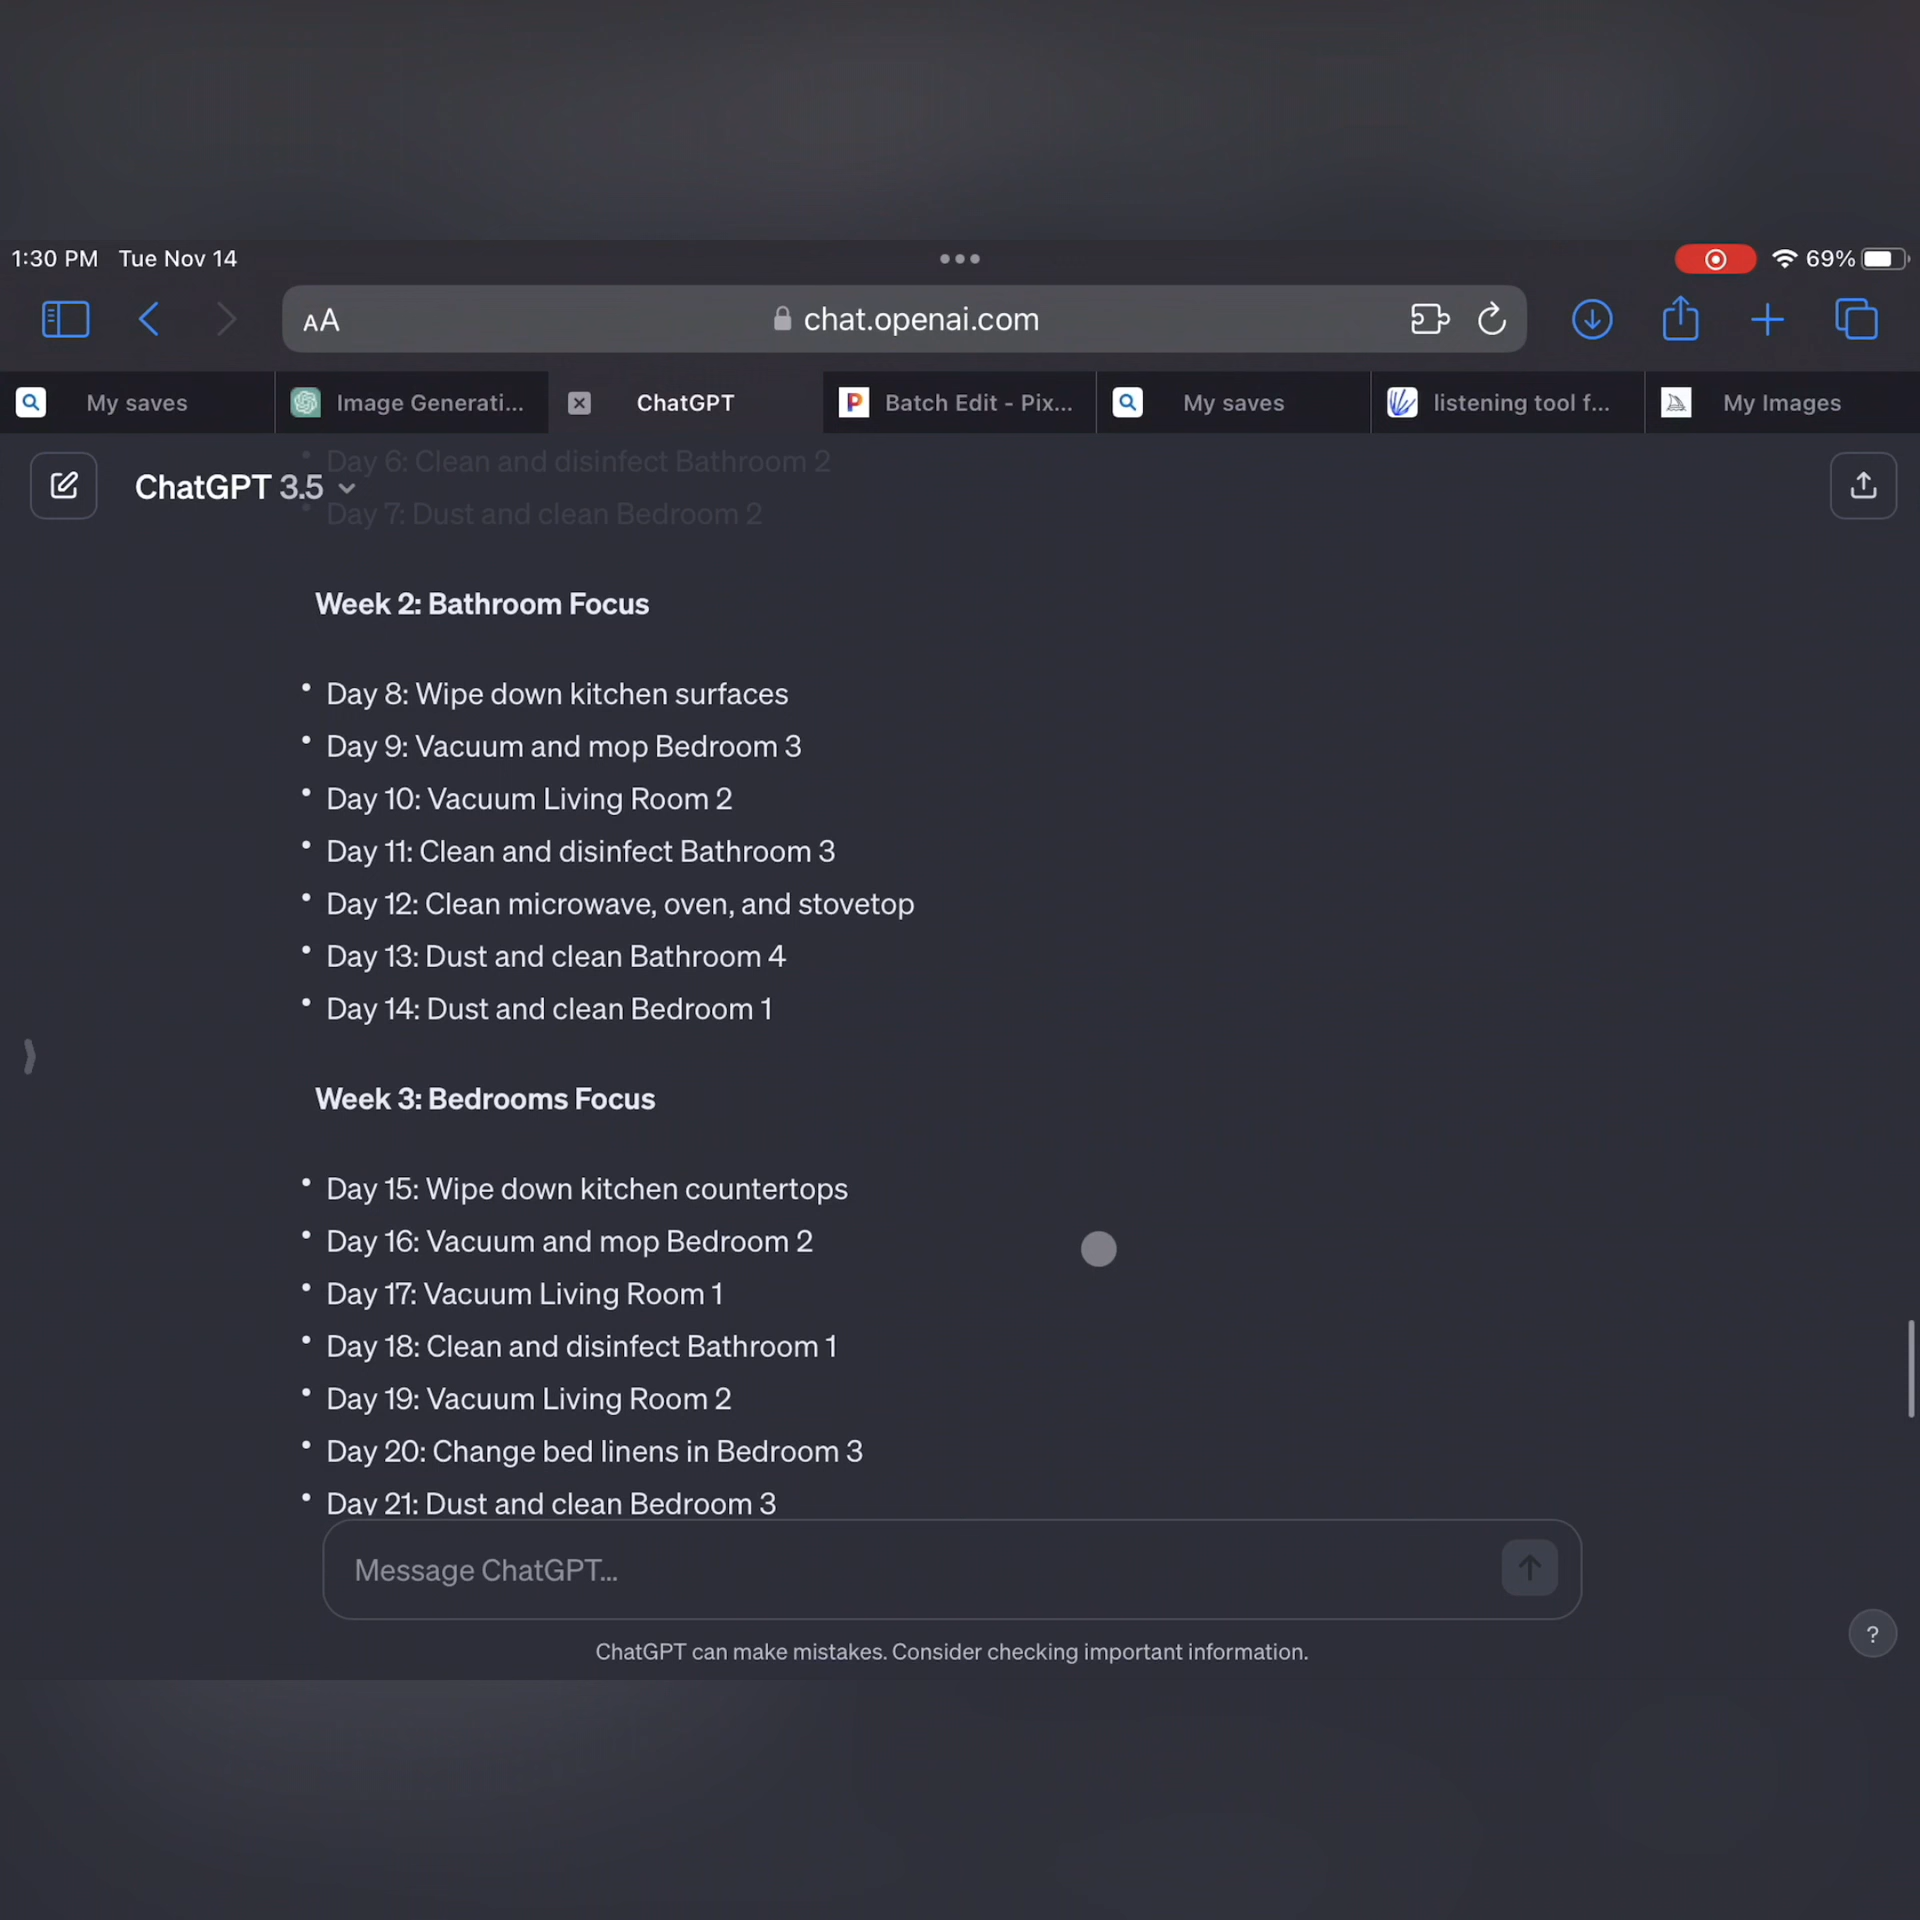 1:30 PM Tue Nov 14
69%
AA
chat.openai.com
My saves
Image Generati...
ChatGPT
Batch Edit - Pix...
My saves
listening tool f...
My Images
Day 6: Clean and disinfect Bathroom 2
ChatGPT 3.5
Day 7: Dust and clean Bedroom 2
Week 2: Bathroom Focus
• Day 8: Wipe down kitchen surfaces
• Day 9: Vacuum and mop Bedroom 3
• Day 10: Vacuum Living Room 2
• Day 11: Clean and disinfect Bathroom 3
• Day 12: Clean microwave, oven, and stovetop
• Day 13: Dust and clean Bathroom 4
• Day 14: Dust and clean Bedroom 1
Week 3: Bedrooms Focus
• Day 15: Wipe down kitchen countertops
• Day 16: Vacuum and mop Bedroom 2
• Day 17: Vacuum Living Room 1
• Day 18: Clean and disinfect Bathroom 1
• Day 19: Vacuum Living Room 2
• Day 20: Change bed linens in Bedroom 3
• Day 21: Dust and clean Bedroom 3
Message ChatGPT...
?
ChatGPT can make mistakes. Consider checking important information.